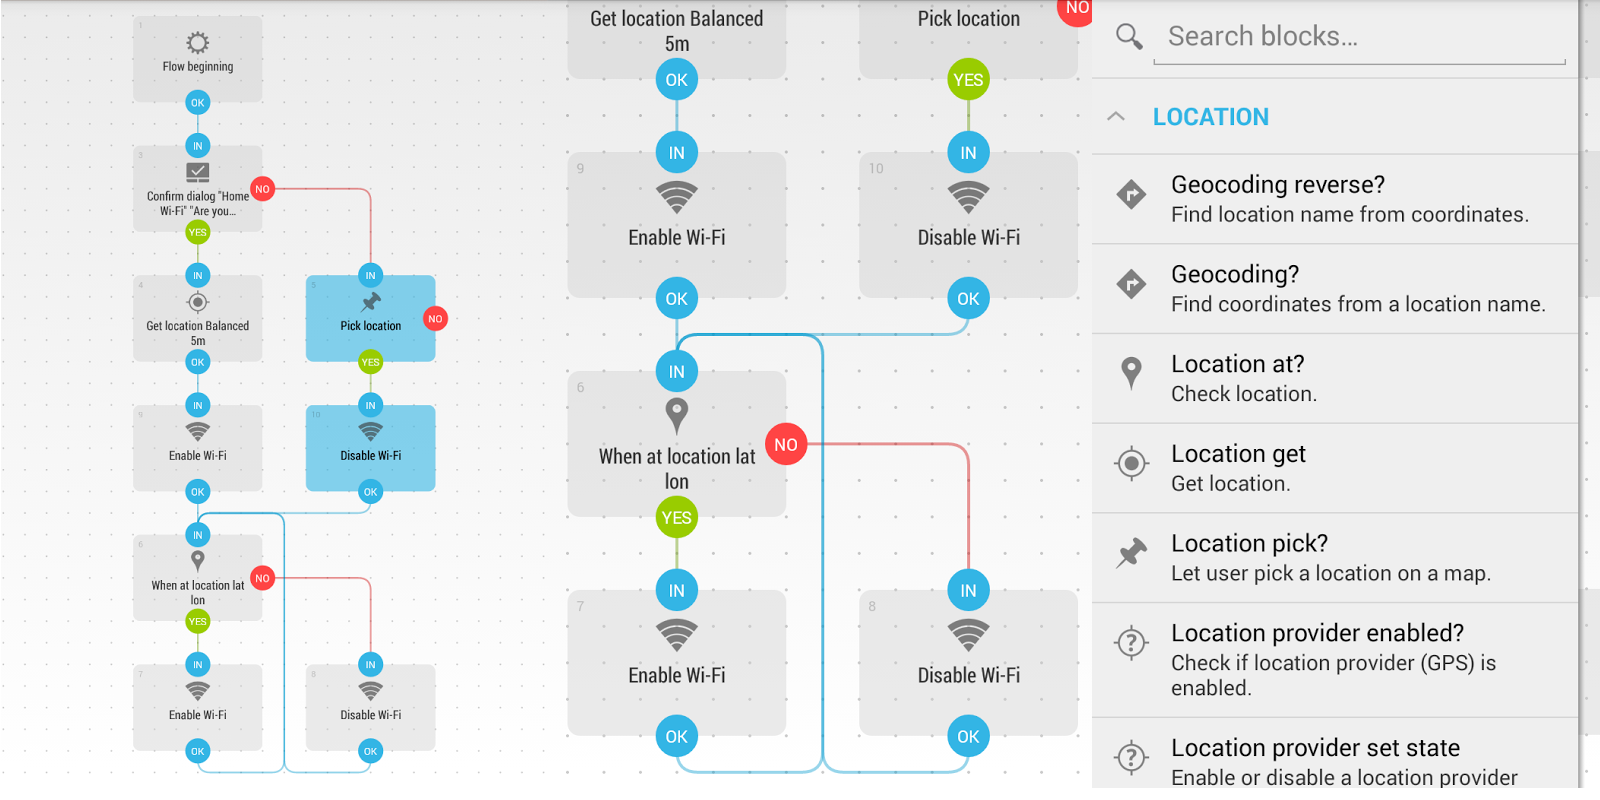 1
Flow beginning
OK
IN
3
Confirm dialog "Home
Wi-Fi" "Are you...
NO
YES
IN
4
Get location Balanced
5m
OK
IN
5
Pick location
NO
YES
IN
9
Enable Wi-Fi
OK
IN
10
Disable Wi-Fi
OK
IN
6
When at location lat
lon
NO
YES
IN
7
Enable Wi-Fi
OK
IN
8
Disable Wi-Fi
OK
Get location Balanced
5m
OK
Pick location
NO
YES
IN
9
Enable Wi-Fi
OK
IN
10
Disable Wi-Fi
OK
IN
6
When at location lat
lon
NO
YES
IN
7
Enable Wi-Fi
OK
IN
8
Disable Wi-Fi
OK
Search blocks...
LOCATION
Geocoding reverse?
Find location name from coordinates.
Geocoding?
Find coordinates from a location name.
Location at?
Check location.
Location get
Get location.
Location pick?
Let user pick a location on a map.
Location provider enabled?
Check if location provider (GPS) is
enabled.
Location provider set state
Enable or disable a location provider